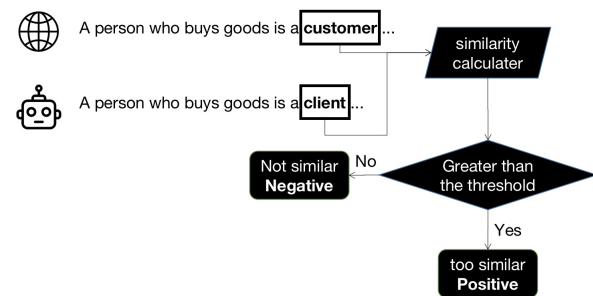 A person who buys goods is a customer ...
A person who buys goods is a client ...
similarity
calculater
Greater than
the threshold
No
Not similar
Negative
Yes
too similar
Positive